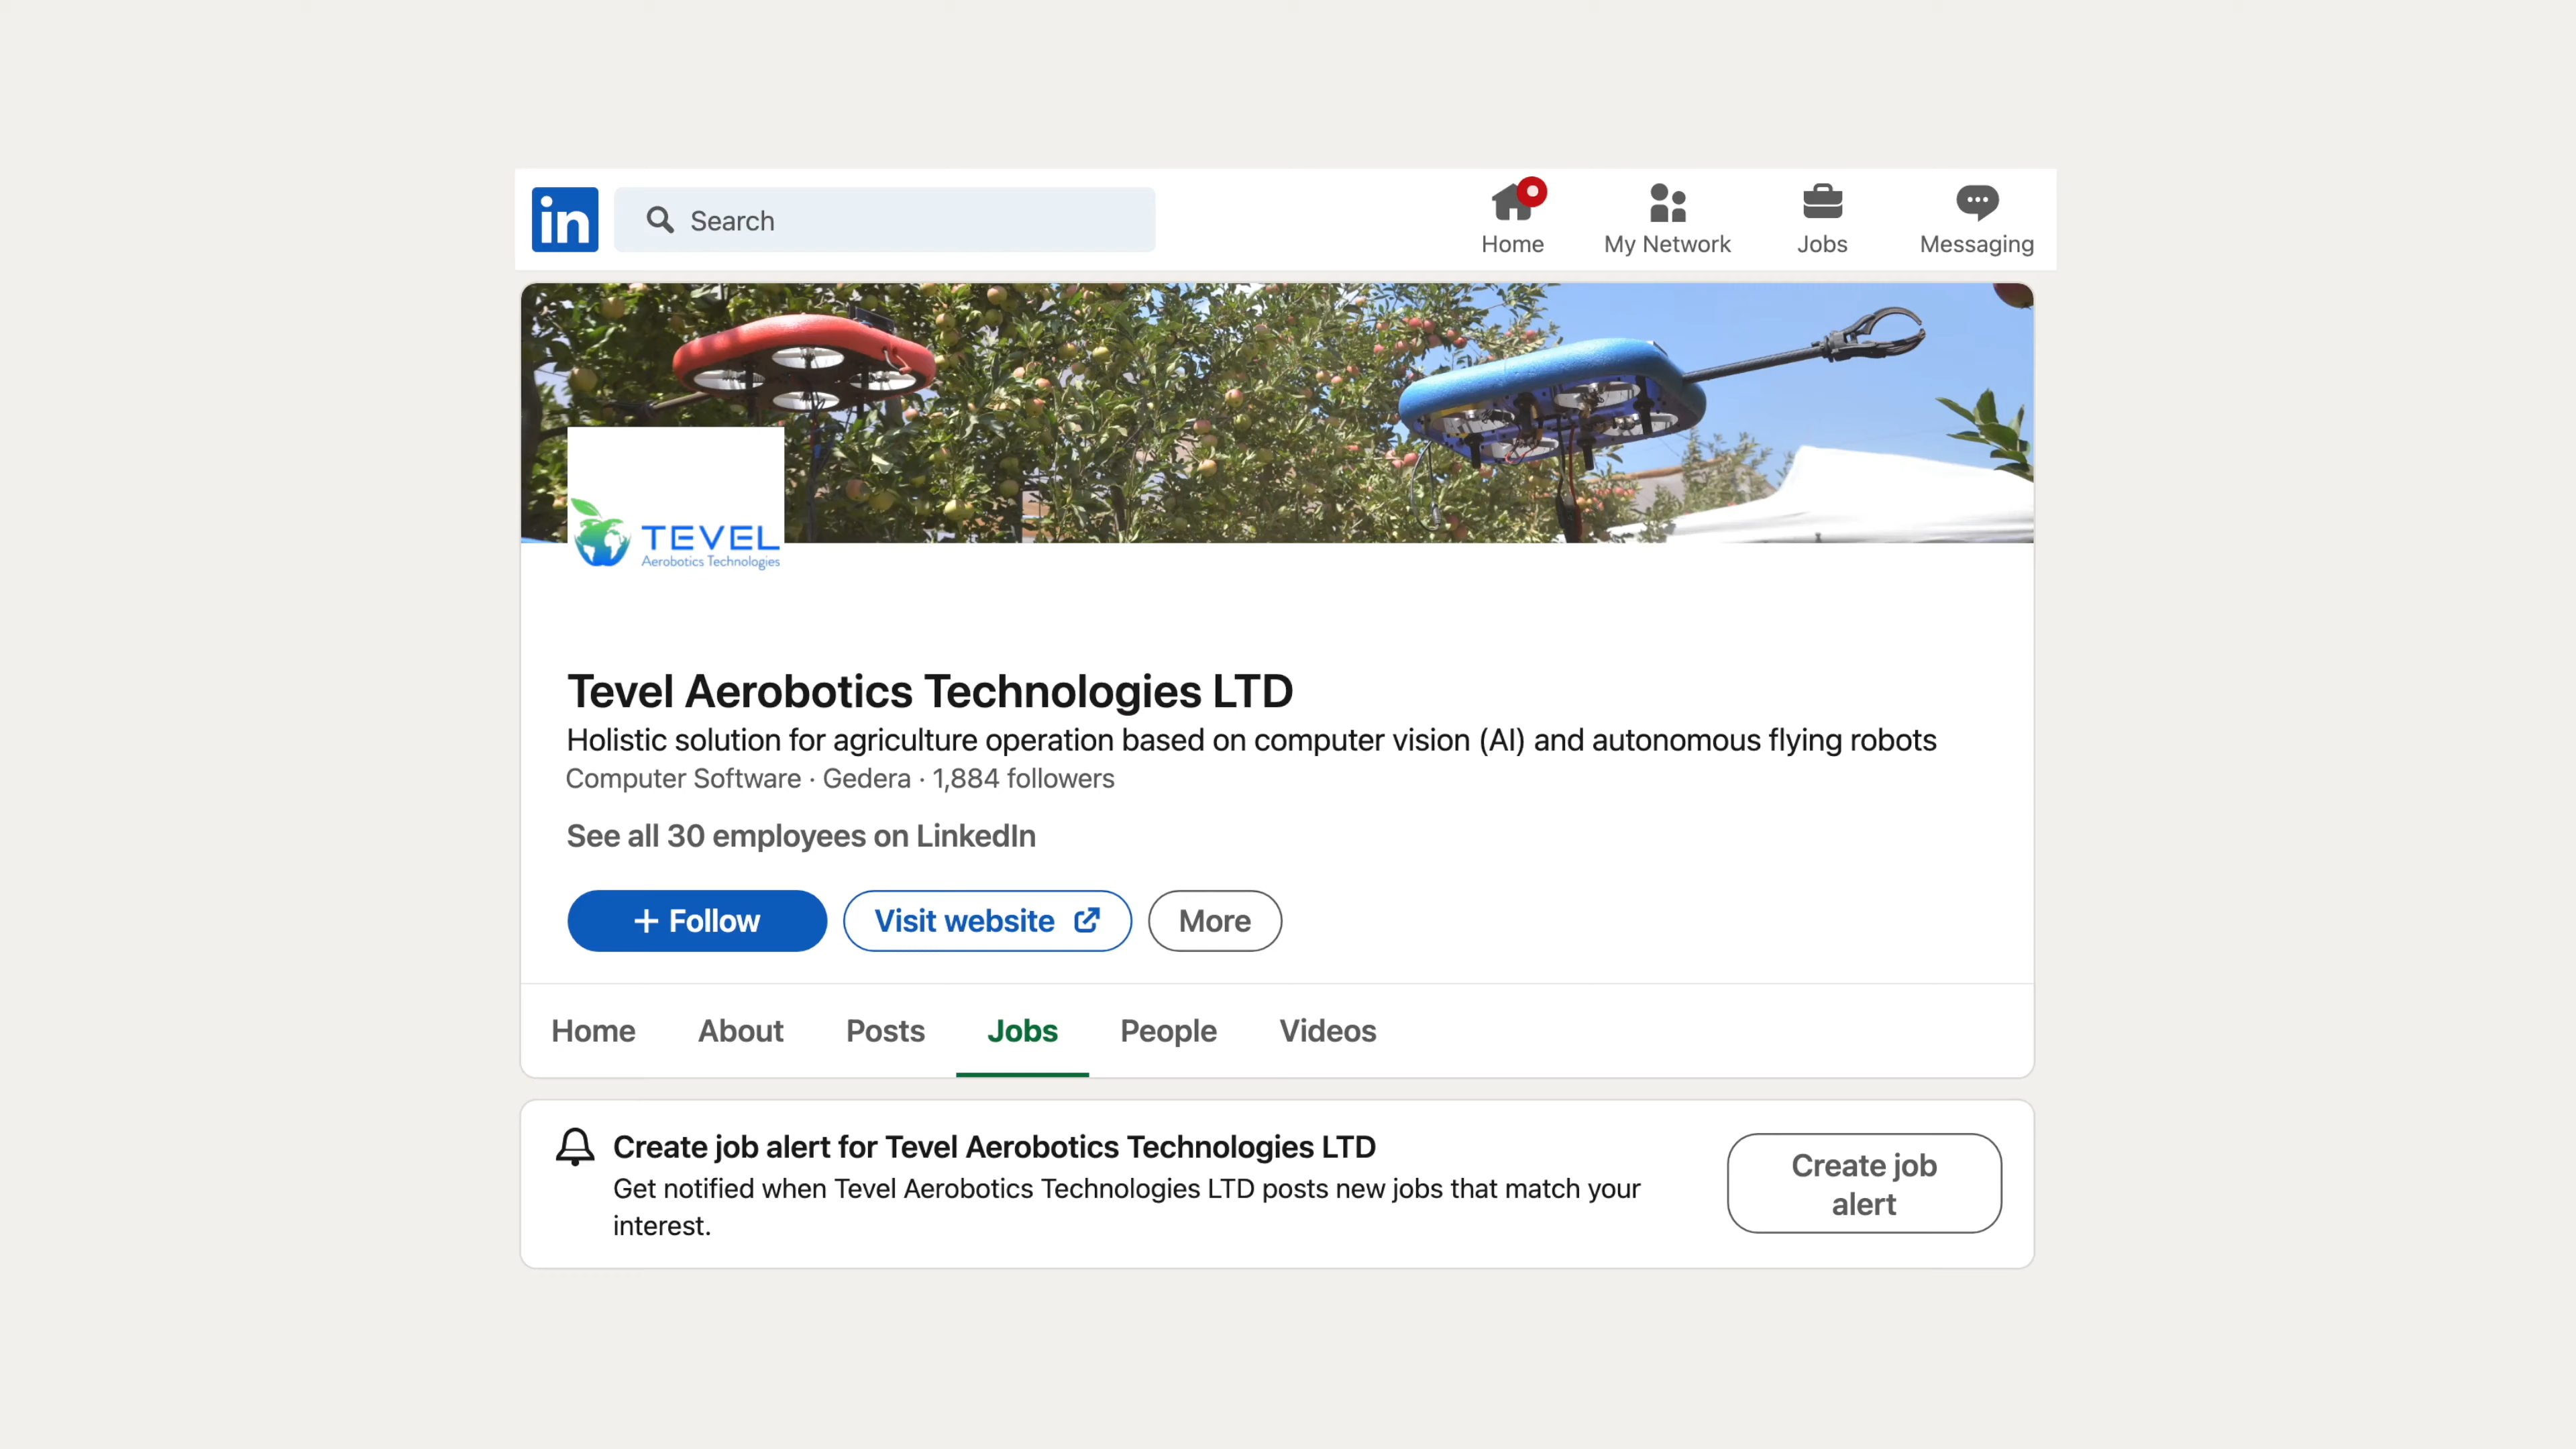 in
Search
Home
My Network
Jobs
Messaging
TEVEL
Aerobotics Technologies
Tevel Aerobotics Technologies LTD
Holistic solution for agriculture operation based on computer vision (AI) and autonomous flying robots
Computer Software · Gedera · 1,884 followers
See all 30 employees on LinkedIn
+ Follow
Visit website
More
Home
About
Posts
Jobs
People
Videos
Create job alert for Tevel Aerobotics Technologies LTD
Get notified when Tevel Aerobotics Technologies LTD posts new jobs that match your
interest.
Create job
alert